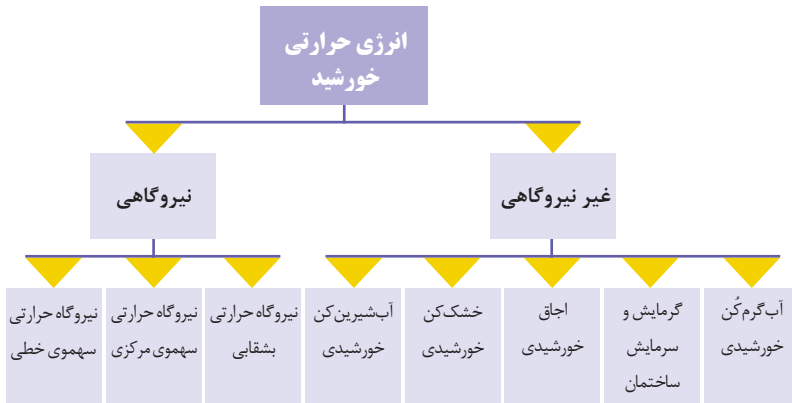 انرژی حرارتی
خورشید
غیر نیروگاهی
نیروگاهی
آب‌گرم‌کُن
خورشیدی
گرمایش و
سرمایش
ساختمان
اجاق
خورشیدی
خشک‌کن
خورشیدی
آب‌شیرین‌کن
خورشیدی
نیروگاه حرارتی
بشقابی
نیروگاه حرارتی
سهموی مرکزی
نیروگاه حرارتی
سهموی خطی